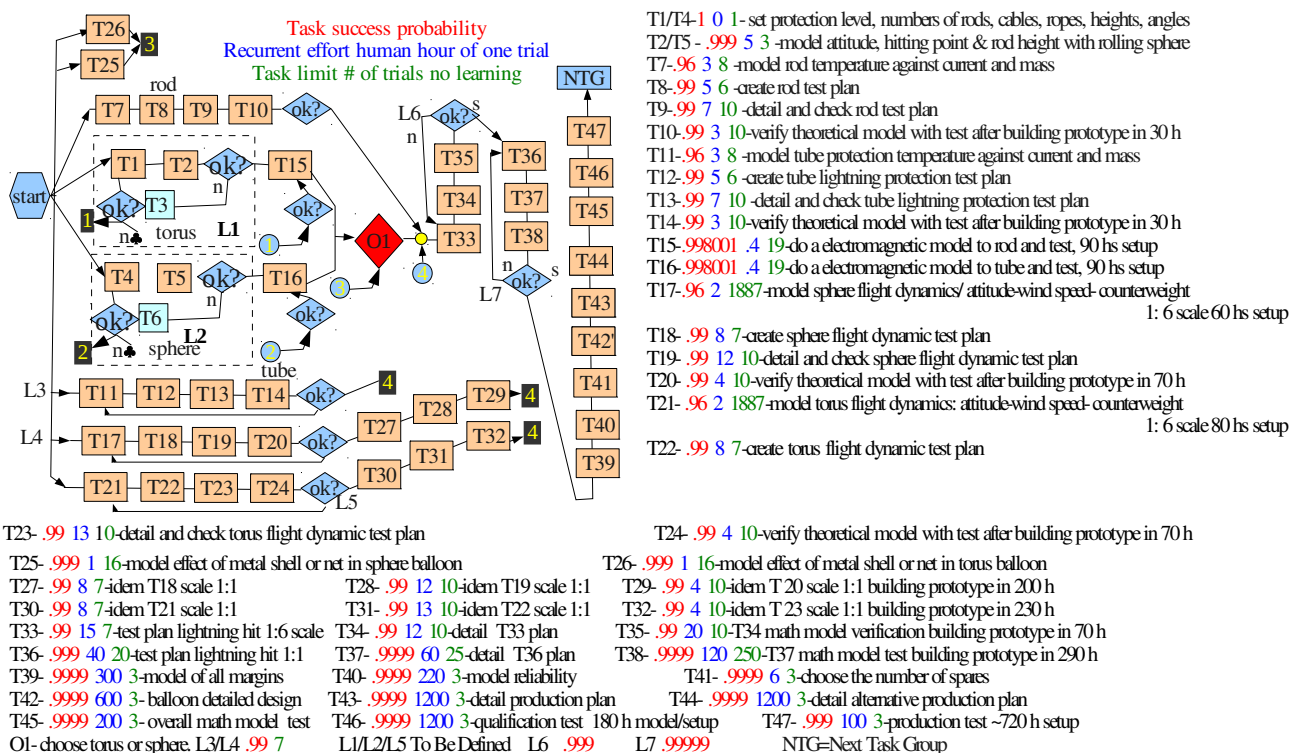 Task success probability
Recurrent effort human hour of one trial
Task limit # of trials no learning
T26
3
T25
rod
T7
T8
T9
T10
ok?
L6
ok?
s
n
NTG
T47
T46
T45
T44
T43
T42'
T41
T40
T39
start
T1
T2
ok?
n
T15
T35
T34
T33
T36
T37
T38
ok?
n
s
L7
ok?
T3
1
n♣
torus
L1
ok?
1
O1
4
3
T4
T5
ok?
n
T16
ok?
T6
L2
2
n♣
sphere
ok?
2
tube
L3
T11
T12
T13
T14
ok?
4
L4
T17
T18
T19
T20
ok?
T27
T28
T29
4
T21
T22
T23
T24
ok?
L5
T30
T31
T32
4
T1/T4-1 0 1- set protection level, numbers of rods, cables, ropes, heights, angles
T2/T5 - .999 5 3 -model attitude, hitting point & rod height with rolling sphere
T7-.96 3 8 -model rod temperature against current and mass
T8-.99 5 6 -create rod test plan
T9-.99 7 10 -detail and check rod test plan
T10-.99 3 10-verify theoretical model with test after building prototype in 30 h
T11-.96 3 8 -model tube protection temperature against current and mass
T12-.99 5 6 -create tube lightning protection test plan
T13-.99 7 10 -detail and check tube lightning protection test plan
T14-.99 3 10-verify theoretical model with test after building prototype in 30 h
T15-.998001 .4 19-do a electromagnetic model to rod and test, 90 hs setup
T16-.998001 .4 19-do a electromagnetic model to tube and test, 90 hs setup
T17-.96 2 1887-model sphere flight dynamics/ attitude-wind speed- counterweight
1: 6 scale 60 hs setup
T18- .99 8 7-create sphere flight dynamic test plan
T19- .99 12 10-detail and check sphere flight dynamic test plan
T20- .99 4 10-verify theoretical model with test after building prototype in 70 h
T21-.96 2 1887-model torus flight dynamics: attitude-wind speed- counterweight
1: 6 scale 80 hs setup
T22- .99 8 7-create torus flight dynamic test plan
T23- .99 13 10-detail and check torus flight dynamic test plan T24- .99 4 10-verify theoretical model with test after building prototype in 70 h
T25- .999 1 16-model effect of metal shell or net in sphere balloon T26- .999 1 16-model effect of metal shell or net in torus balloon
T27- .99 8 7-idem T18 scale 1:1 T28- .99 12 10-idem T19 scale 1:1 T29- .99 4 10-idem T 20 scale 1:1 building prototype in 200 h
T30- .99 8 7-idem T21 scale 1:1 T31- .99 13 10-idem T22 scale 1:1 T32- .99 4 10-idem T 23 scale 1:1 building prototype in 230 h
T33- .99 15 7-test plan lightning hit 1:6 scale T34- .99 12 10-detail T33 plan T35- .99 20 10-T34 math model verification building prototype in 70 h
T36- .999 40 20-test plan lightning hit 1:1 T37- .9999 60 25-detail T36 plan T38- .9999 120 250-T37 math model test building prototype in 290 h
T39- .9999 300 3-model of all margins T40- .9999 220 3-model reliability T41- .9999 6 3-choose the number of spares
T42- .9999 600 3- balloon detailed design T43- .9999 1200 3-detail production plan T44- .9999 1200 3-detail alternative production plan
T45- .9999 200 3- overall math model test T46- .9999 1200 3-qualification test 180 h model/setup T47- .999 100 3-production test ~720 h setup
O1- choose torus or sphere. L3/L4 .99 7 L1/L2/L5 To Be Defined L6 .999 L7 .99999 NTG=Next Task Group